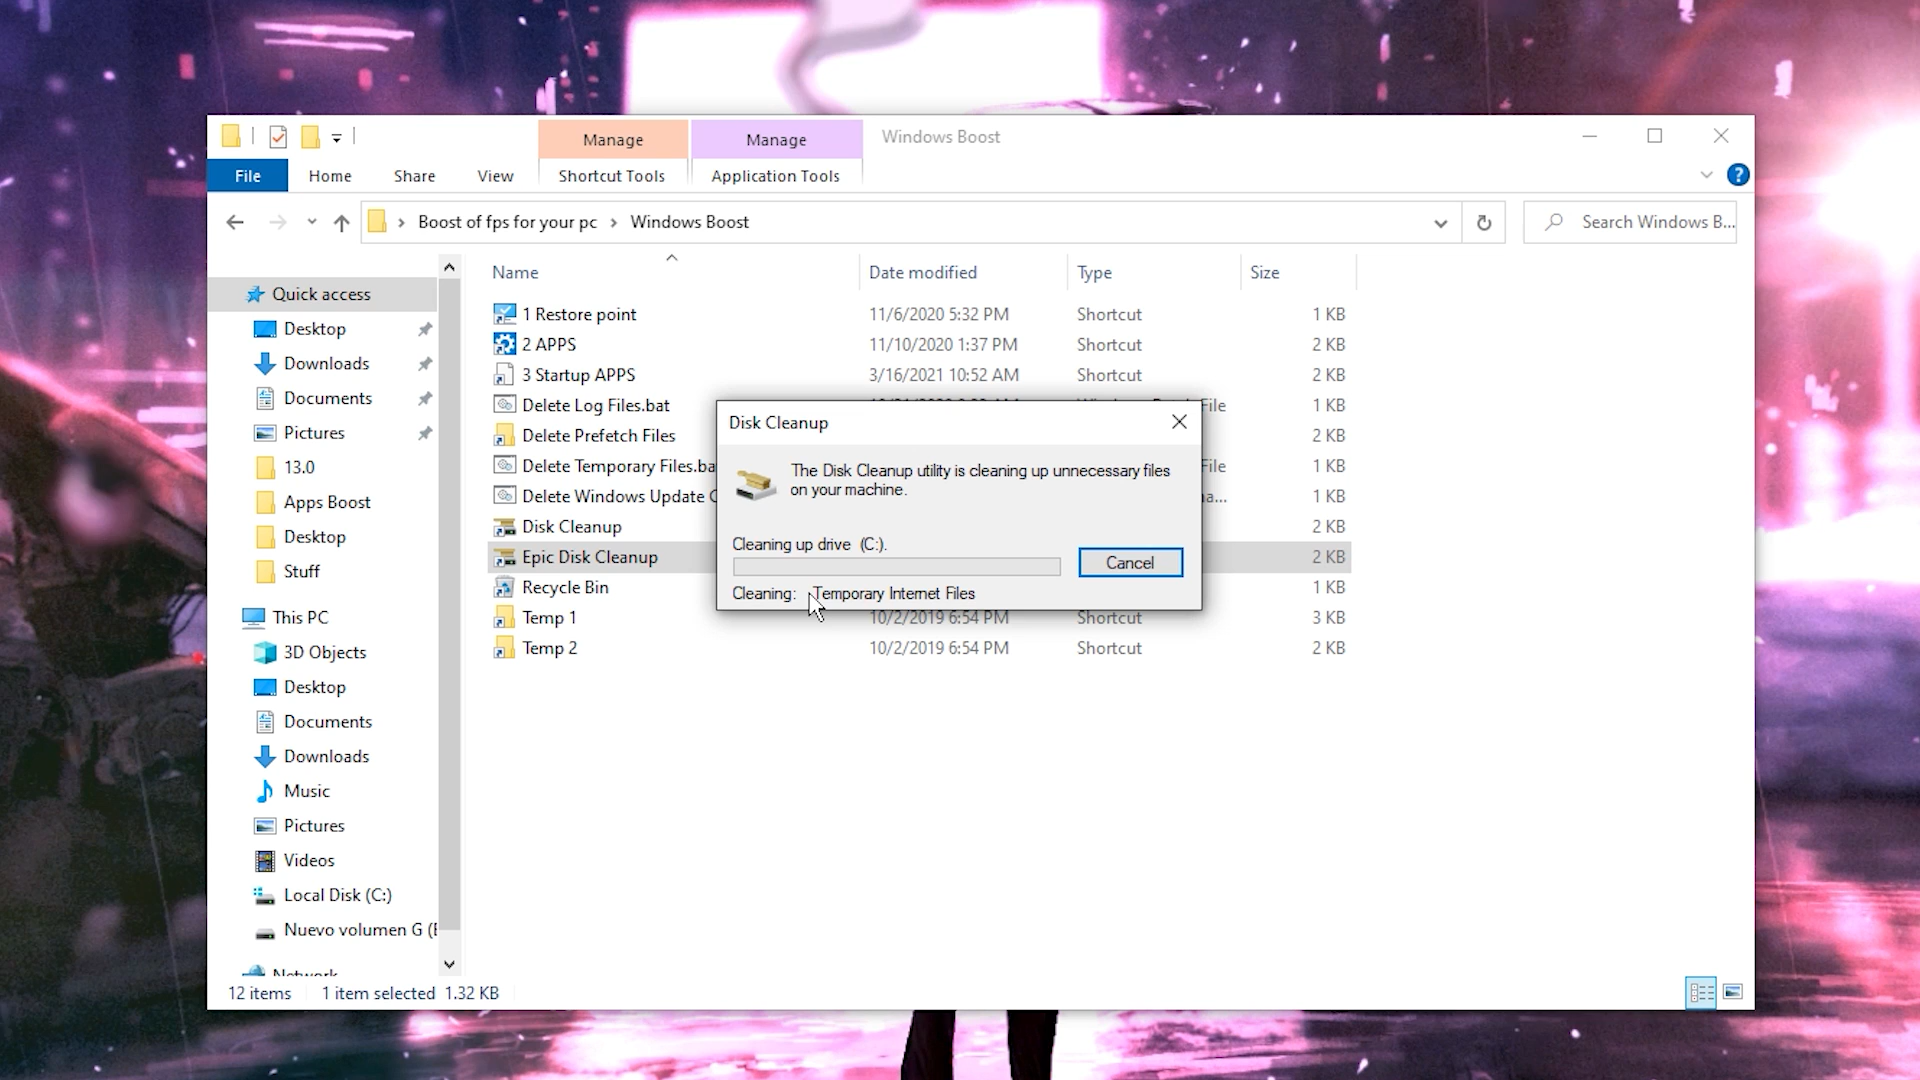 Manage
Manage
Windows Boost
File
Home
Share
View
Shortcut Tools
Application Tools
?
Boost of fps for your pc
Windows Boost
Search Windows B...
Name
Date modified
Type
Size
Quick access
Desktop
Downloads
Documents
Pictures
13.0
Apps Boost
Desktop
Stuff
This PC
3D Objects
Desktop
Documents
Downloads
Music
Pictures
Videos
Local Disk (C:)
Nuevo volumen G (
Network
1 Restore point 11/6/2020 5:32 PM Shortcut 1 KB
2 APPS 11/10/2020 1:37 PM Shortcut 2 KB
3 Startup APPS 3/16/2021 10:52 AM Shortcut 2 KB
Delete Log Files.bat File 1 KB
Delete Prefetch Files 2 KB
Delete Temporary Files.ba File 1 KB
Delete Windows Update 1 KB
Disk Cleanup 2 KB
Epic Disk Cleanup 2 KB
Recycle Bin 1 KB
Temp 1 10/2/2019 6:54 PM Shortcut 3 KB
Temp 2 10/2/2019 6:54 PM Shortcut 2 KB
Disk Cleanup
The Disk Cleanup utility is cleaning up unnecessary files
on your machine.
Cleaning up drive (C:).
Cancel
Cleaning: Temporary Internet Files
12 items 1 item selected 1.32 KB